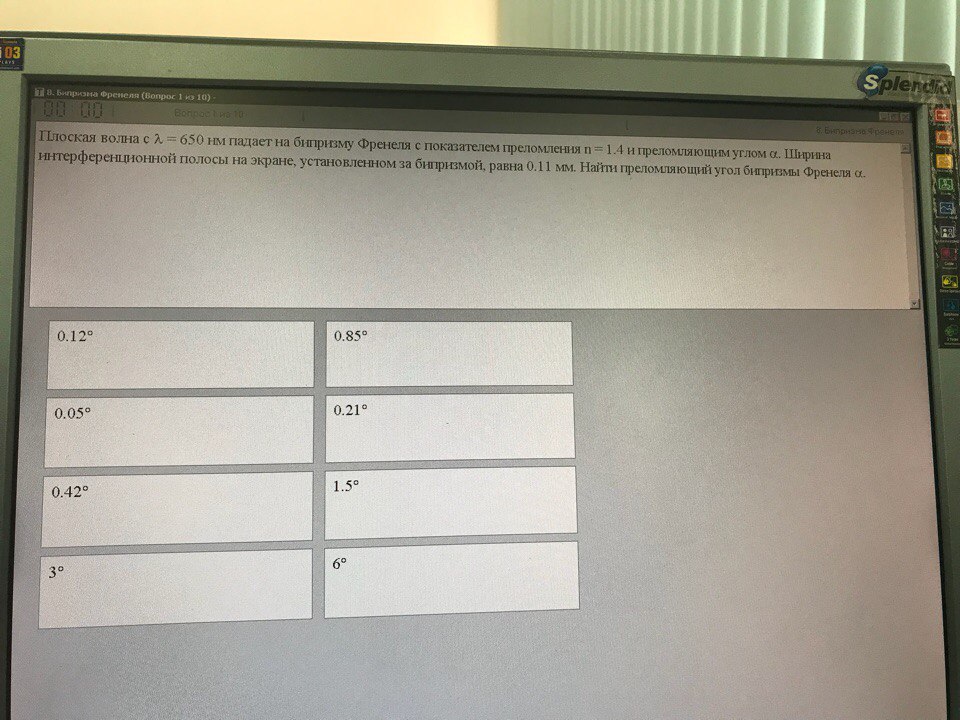 03
Splendid
8. Бипризма Френеля (Вопрос 1 из 10) -
00 00
Вопрос 1 из 10
8. Бипризма Френеля
Плоская волна с λ = 650 нм падает на бипризму Френеля с показателем преломления n = 1.4 и преломляющим углом α. Ширина
интерференционной полосы на экране, установленном за бипризмой, равна 0.11 мм. Найти преломляющий угол бипризмы Френеля α.
0.12° 0.85°
0.05° 0.21°
0.42° 1.5°
3° 6°